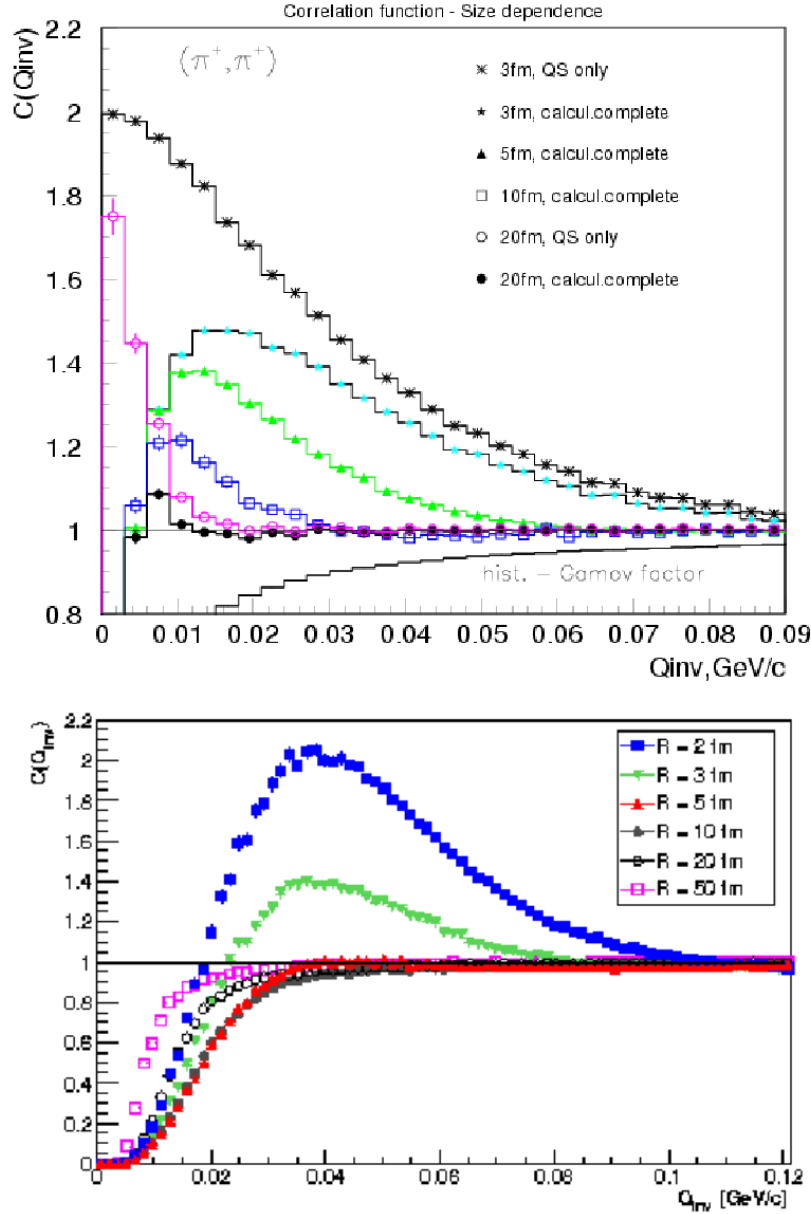 Correlation function - Size dependence
C(Qinv)
2.2
2
1.8
1.6
1.4
1.2
1
0.8
(π+,π+)
3fm, QS only
3fm, calcul.complete
5fm, calcul.complete
10fm, calcul.complete
20fm, QS only
20fm, calcul.complete
hist. – Gamov factor
0 0.01 0.02 0.03 0.04 0.05 0.06 0.07 0.08 0.09
Qinv,GeV/c
C(Q_inv)
2.2
2
1.8
1.6
1.4
1.2
1
0.8
0.6
0.4
0.2
0
R = 2 fm
R = 3 fm
R = 5 fm
R = 10 fm
R = 20 fm
R = 50 fm
0 0.02 0.04 0.06 0.08 0.1 0.12
Q_inv [GeV/c]